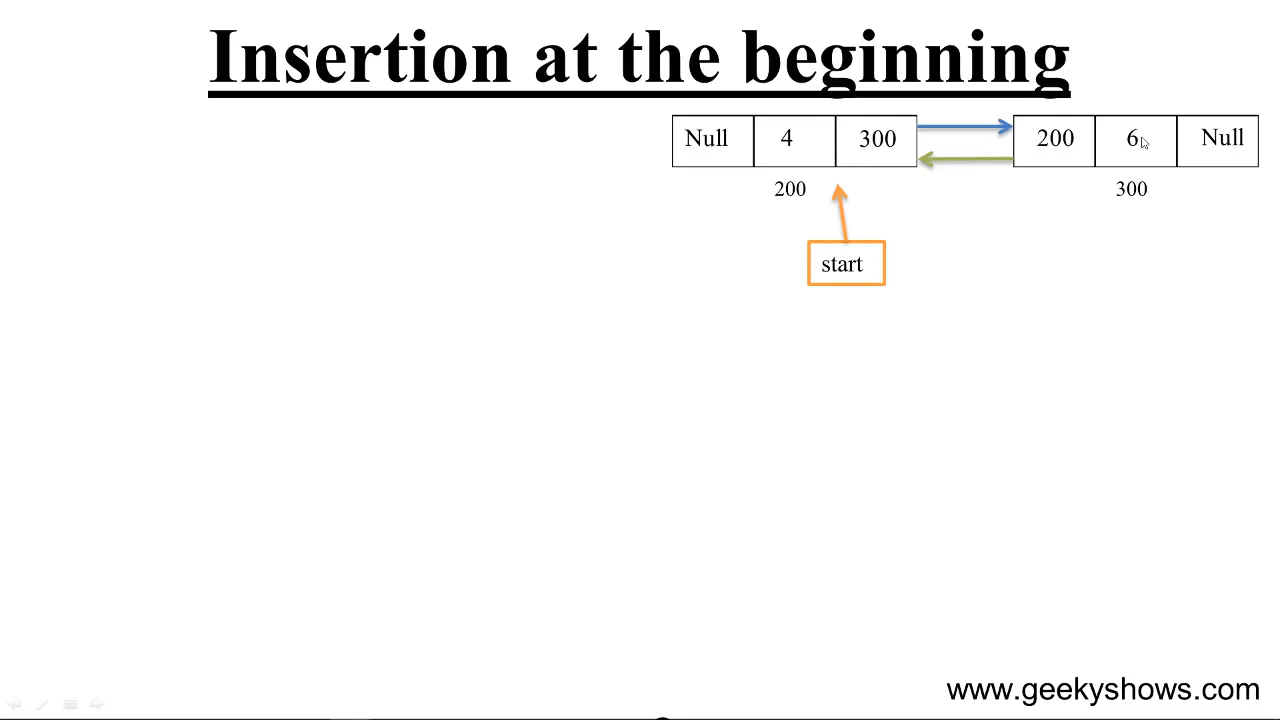 Insertion at the beginning
Null 4 300 200 6 Null
200 300
start
www.geekyshows.com